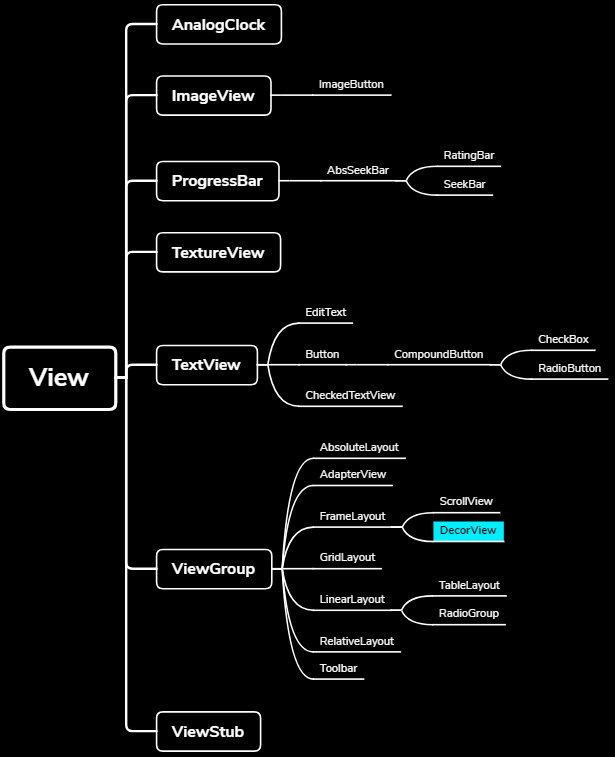 AnalogClock
ImageView
ImageButton
ProgressBar
AbsSeekBar
RatingBar
SeekBar
TextureView
View
TextView
EditText
Button
CompoundButton
CheckBox
RadioButton
CheckedTextView
ViewGroup
AbsoluteLayout
AdapterView
FrameLayout
ScrollView
DecorView
GridLayout
LinearLayout
TableLayout
RadioGroup
RelativeLayout
Toolbar
ViewStub